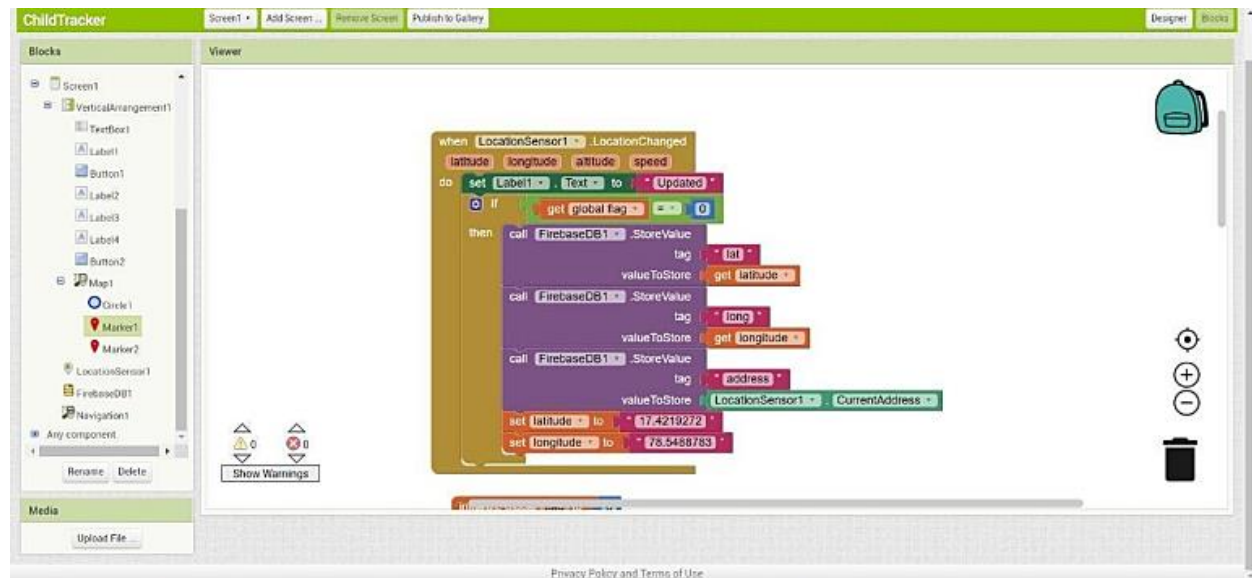 ChildTracker
Screen1 Add Screen ... Remove Screen Publish to Gallery Designer Blocks
Blocks
Viewer
Screen1
VerticalArrangement1
TextBox1
Label1
Button1
Label2
Label3
Label4
Button2
Map1
Circle1
Marker1
Marker2
LocationSensor1
FirebaseDB1
Navigation1
Any component
Rename Delete
Media
Upload File ...
when LocationSensor1 .LocationChanged
latitude longitude altitude speed
do set Label1 . Text to " Updated "
if get global flag = 0
then call FirebaseDB1 .StoreValue
tag " lat "
valueToStore get latitude
call FirebaseDB1 .StoreValue
tag " long "
valueToStore get longitude
call FirebaseDB1 .StoreValue
tag " address "
valueToStore LocationSensor1 . CurrentAddress
set latitude to " 17.4219272 "
set longitude to " 78.5488783 "
0 0
Show Warnings
Privacy Policy and Terms of Use